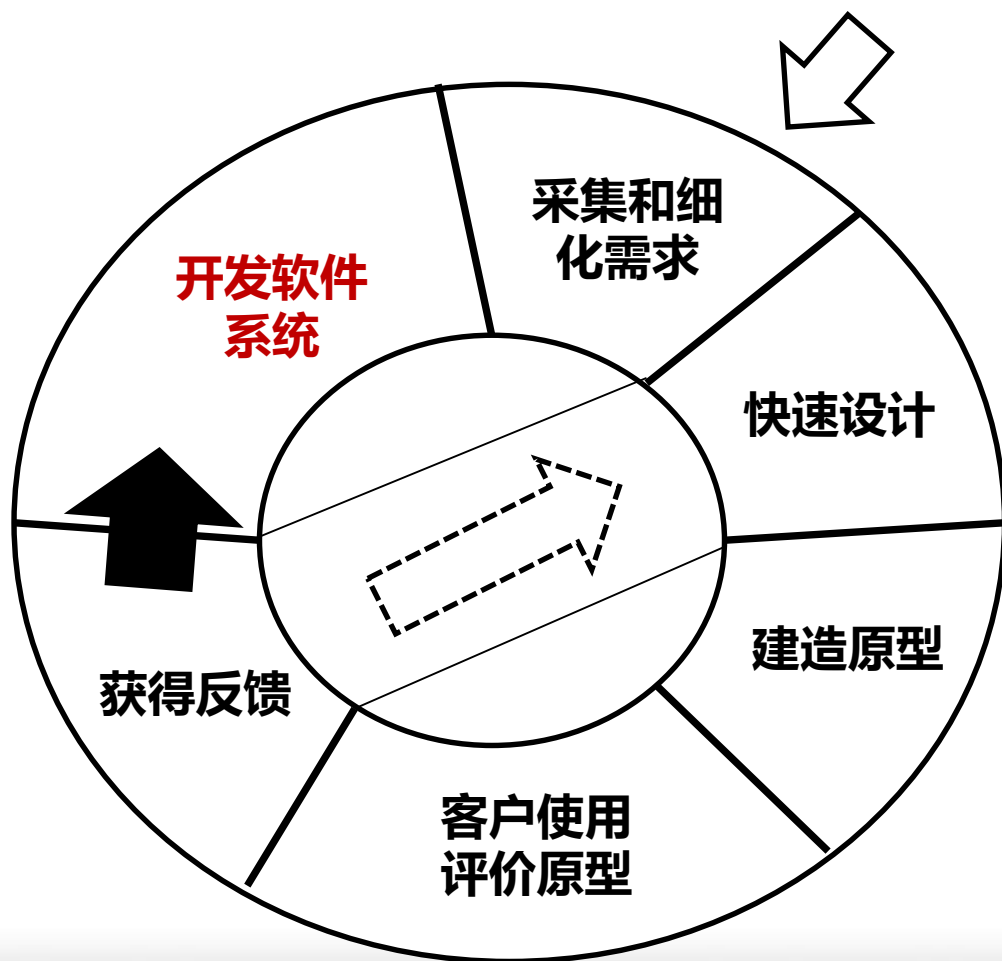 采集和细
化需求
开发软件
系统
快速设计
建造原型
获得反馈
客户使用
评价原型